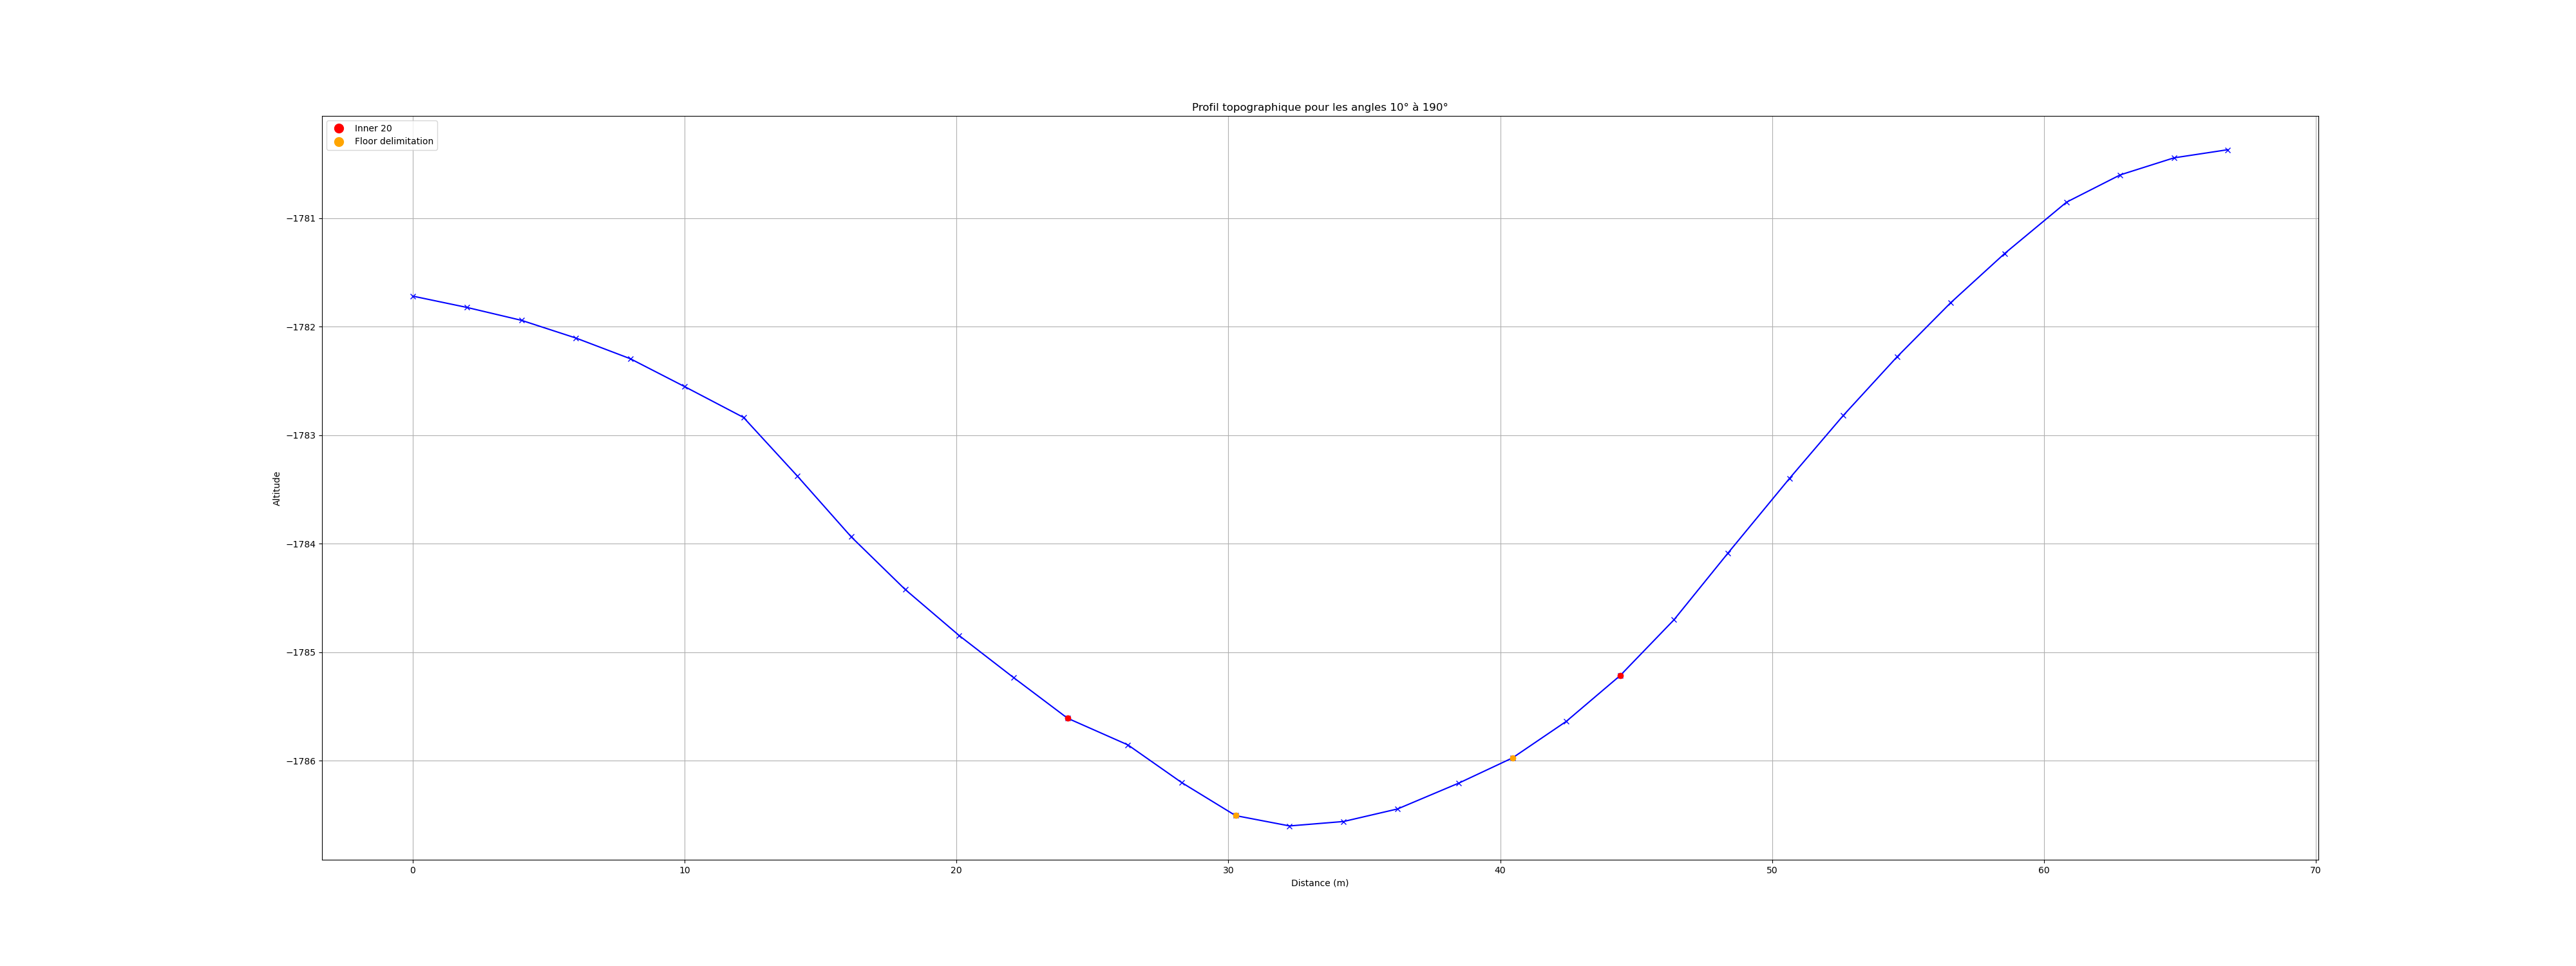 Profil topographique pour les angles 10° à 190°
Inner 20
Floor delimitation
−1781
−1782
−1783
−1784
−1785
−1786
Altitude
0 10 20 30 40 50 60 70
Distance (m)